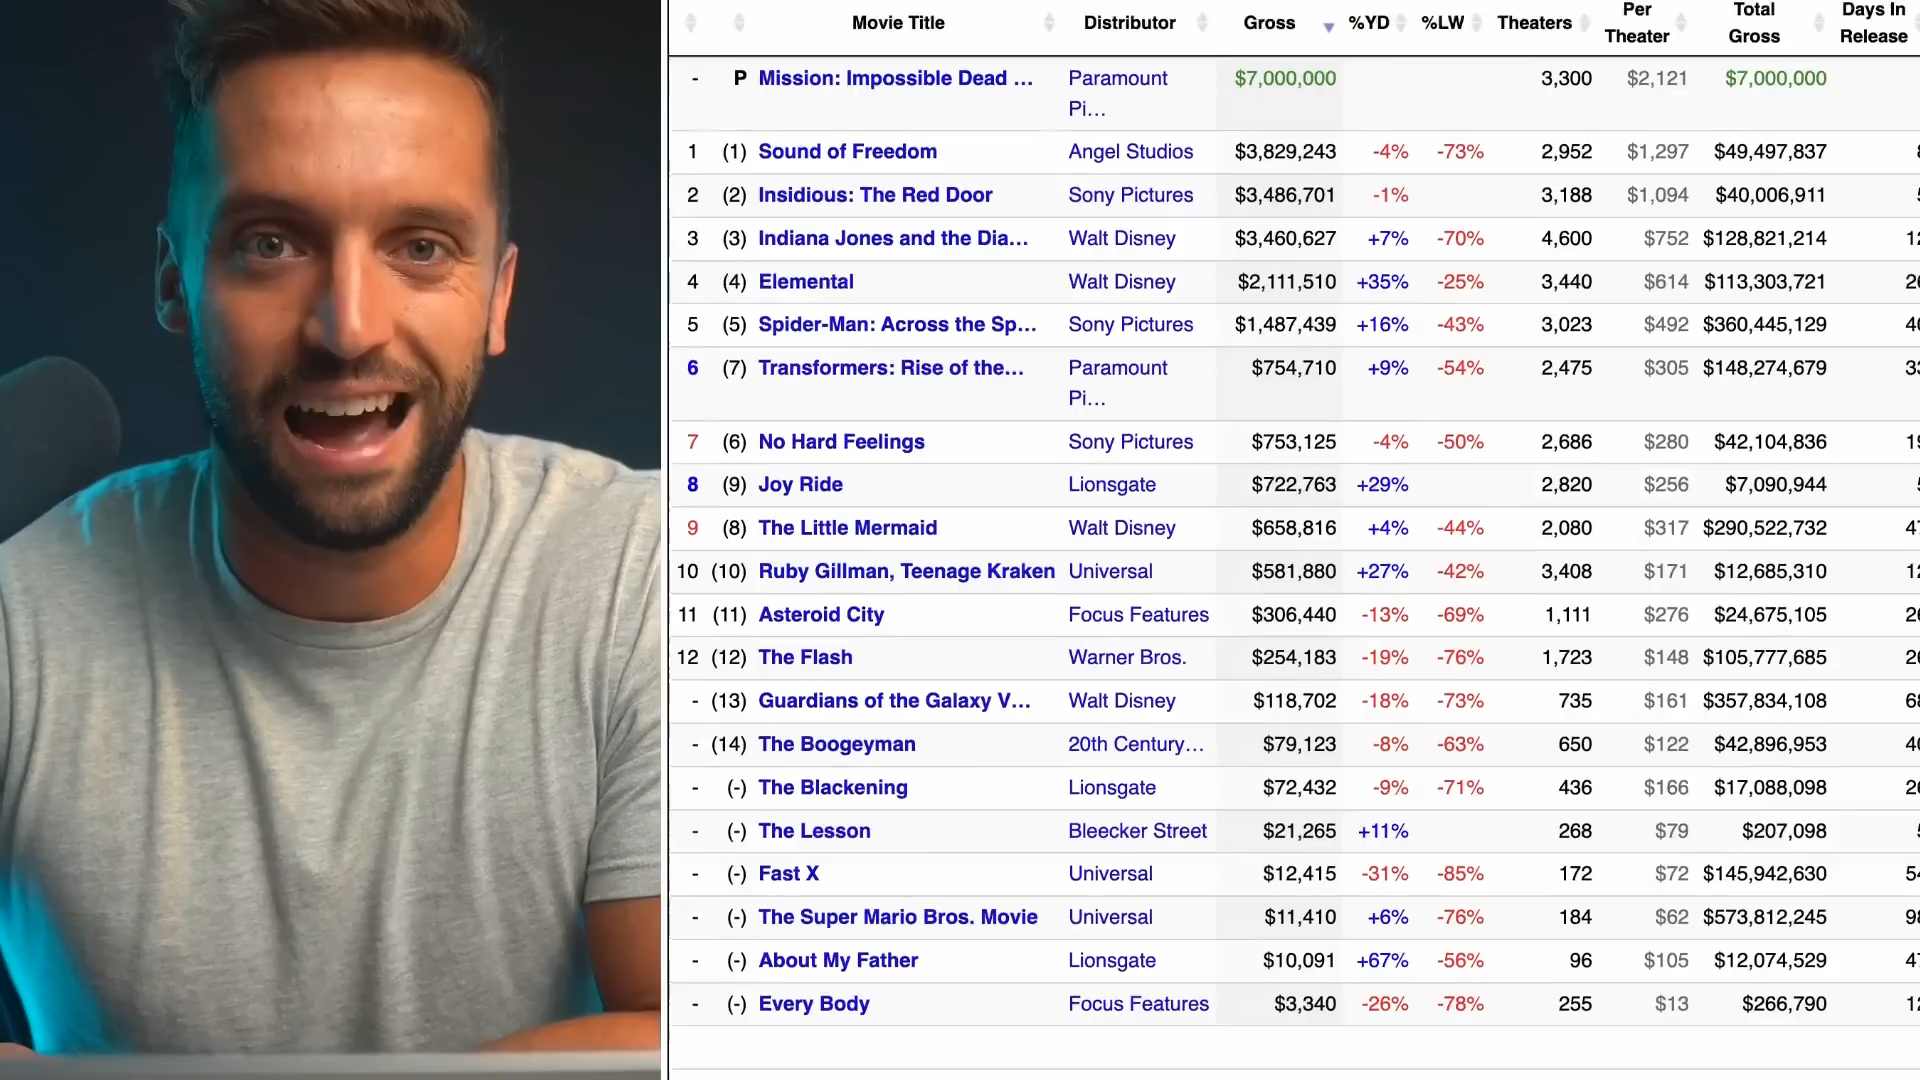 Movie Title Distributor Gross %YD %LW Theaters Per Theater Total Gross Days In Release
- P Mission: Impossible Dead … Paramount Pi… $7,000,000 3,300 $2,121 $7,000,000
1 (1) Sound of Freedom Angel Studios $3,829,243 -4% -73% 2,952 $1,297 $49,497,837
2 (2) Insidious: The Red Door Sony Pictures $3,486,701 -1% 3,188 $1,094 $40,006,911
3 (3) Indiana Jones and the Dia… Walt Disney $3,460,627 +7% -70% 4,600 $752 $128,821,214
4 (4) Elemental Walt Disney $2,111,510 +35% -25% 3,440 $614 $113,303,721
5 (5) Spider-Man: Across the Sp… Sony Pictures $1,487,439 +16% -43% 3,023 $492 $360,445,129
6 (7) Transformers: Rise of the… Paramount Pi… $754,710 +9% -54% 2,475 $305 $148,274,679
7 (6) No Hard Feelings Sony Pictures $753,125 -4% -50% 2,686 $280 $42,104,836
8 (9) Joy Ride Lionsgate $722,763 +29% 2,820 $256 $7,090,944
9 (8) The Little Mermaid Walt Disney $658,816 +4% -44% 2,080 $317 $290,522,732
10 (10) Ruby Gillman, Teenage Kraken Universal $581,880 +27% -42% 3,408 $171 $12,685,310
11 (11) Asteroid City Focus Features $306,440 -13% -69% 1,111 $276 $24,675,105
12 (12) The Flash Warner Bros. $254,183 -19% -76% 1,723 $148 $105,777,685
- (13) Guardians of the Galaxy V… Walt Disney $118,702 -18% -73% 735 $161 $357,834,108
- (14) The Boogeyman 20th Century… $79,123 -8% -63% 650 $122 $42,896,953
- (-) The Blackening Lionsgate $72,432 -9% -71% 436 $166 $17,088,098
- (-) The Lesson Bleecker Street $21,265 +11% 268 $79 $207,098
- (-) Fast X Universal $12,415 -31% -85% 172 $72 $145,942,630
- (-) The Super Mario Bros. Movie Universal $11,410 +6% -76% 184 $62 $573,812,245
- (-) About My Father Lionsgate $10,091 +67% -56% 96 $105 $12,074,529
- (-) Every Body Focus Features $3,340 -26% -78% 255 $13 $266,790